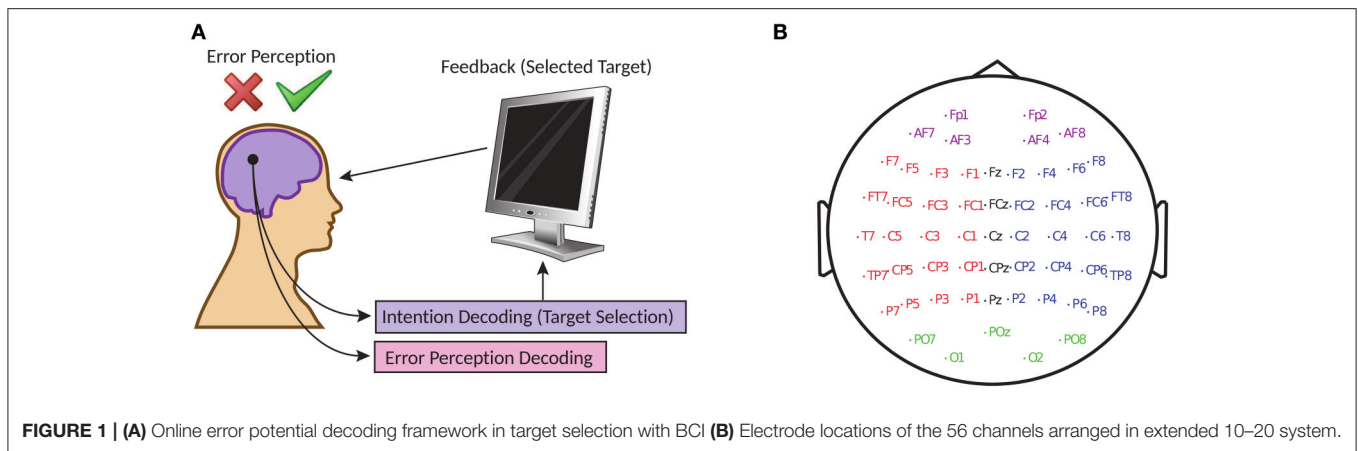 A
Error Perception
Feedback (Selected Target)
Intention Decoding (Target Selection)
Error Perception Decoding
B
Fp1 Fp2
AF7 AF3 AF4 AF8
F7 F5 F3 F1 Fz F2 F4 F6 F8
FT7 FC5 FC3 FC1 FCz FC2 FC4 FC6 FT8
T7 C5 C3 C1 Cz C2 C4 C6 T8
TP7 CP5 CP3 CP1 CPz CP2 CP4 CP6 TP8
P7 P5 P3 P1 Pz P2 P4 P6 P8
PO7 POz PO8
O1 O2
FIGURE 1 | (A) Online error potential decoding framework in target selection with BCI (B) Electrode locations of the 56 channels arranged in extended 10–20 system.